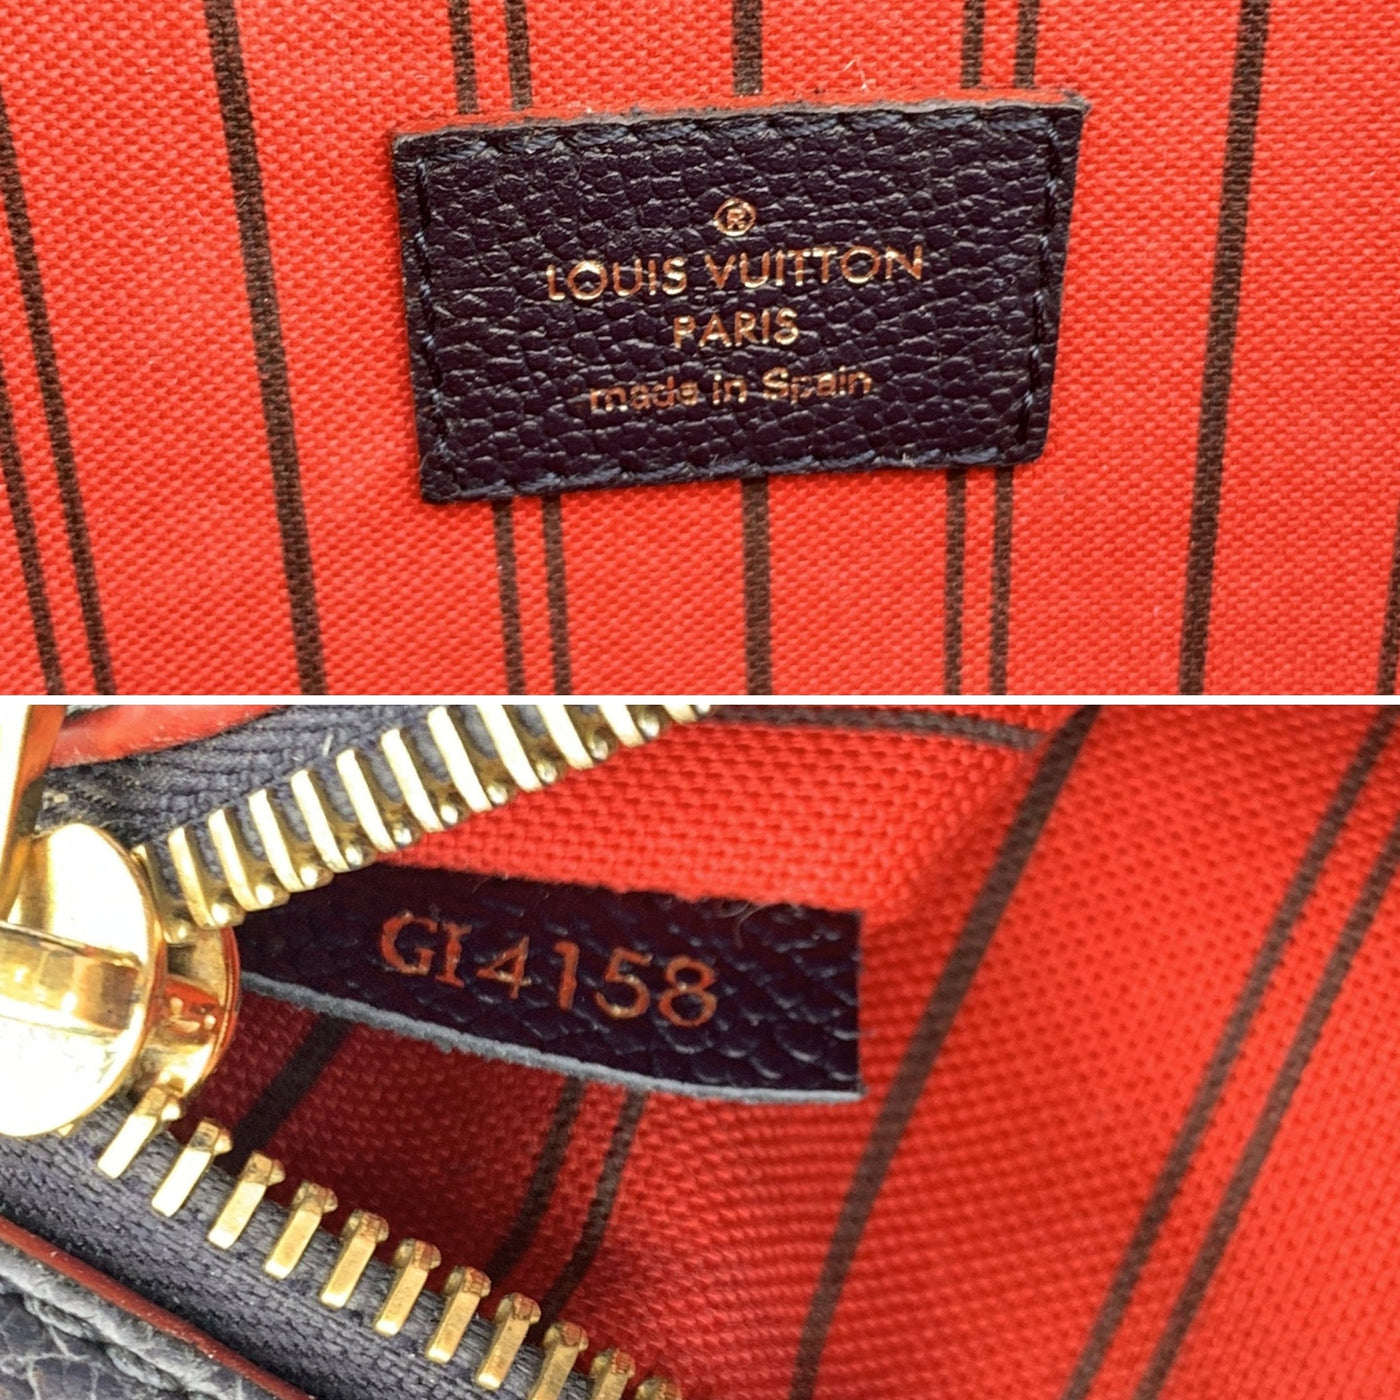 ®
LOUIS VUITTON
PARIS
made in Spain
GI4158